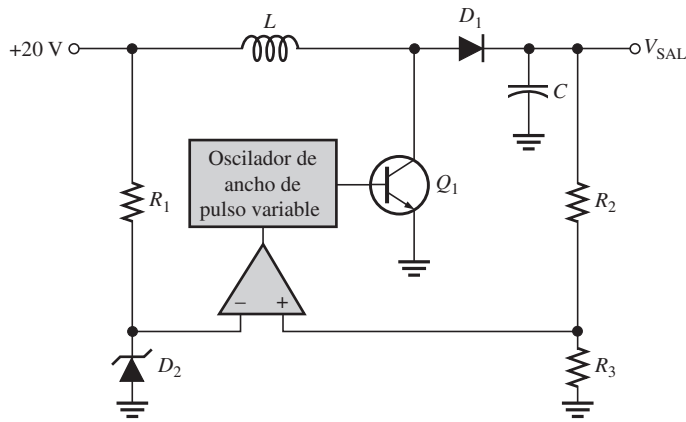 L
D1
+20 V
VSAL
C
Oscilador de
ancho de
pulso variable
R1
Q1
R2
– +
D2
R3